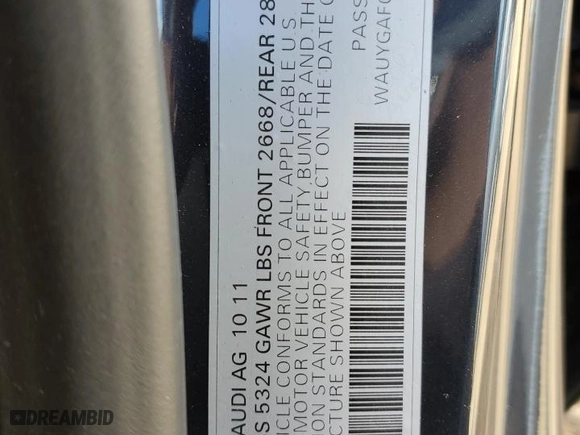 AUDI AG 10 11
S 5324 GAWR LBS FRONT 2668/REAR 28
ICLE CONFORMS TO ALL APPLICABLE U.S.
MOTOR VEHICLE SAFETY, BUMPER AND TH
ON STANDARDS IN EFFECT ON THE DATE O
CTURE SHOWN ABOVE
PASS
WAUYGAFC
DREAMBID